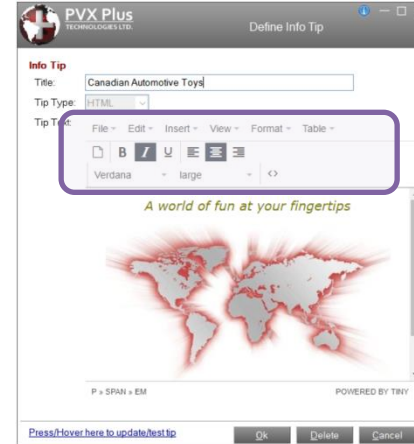 PVX Plus
TECHNOLOGIES LTD.
Define Info Tip
Info Tip
Title: Canadian Automotive Toys
Tip Type: HTML
Tip Text:
File Edit Insert View Format Table
B I U
Verdana large <>
A world of fun at your fingertips
P » SPAN » EM POWERED BY TINY
Press/Hover here to update/test tip Ok Delete Cancel